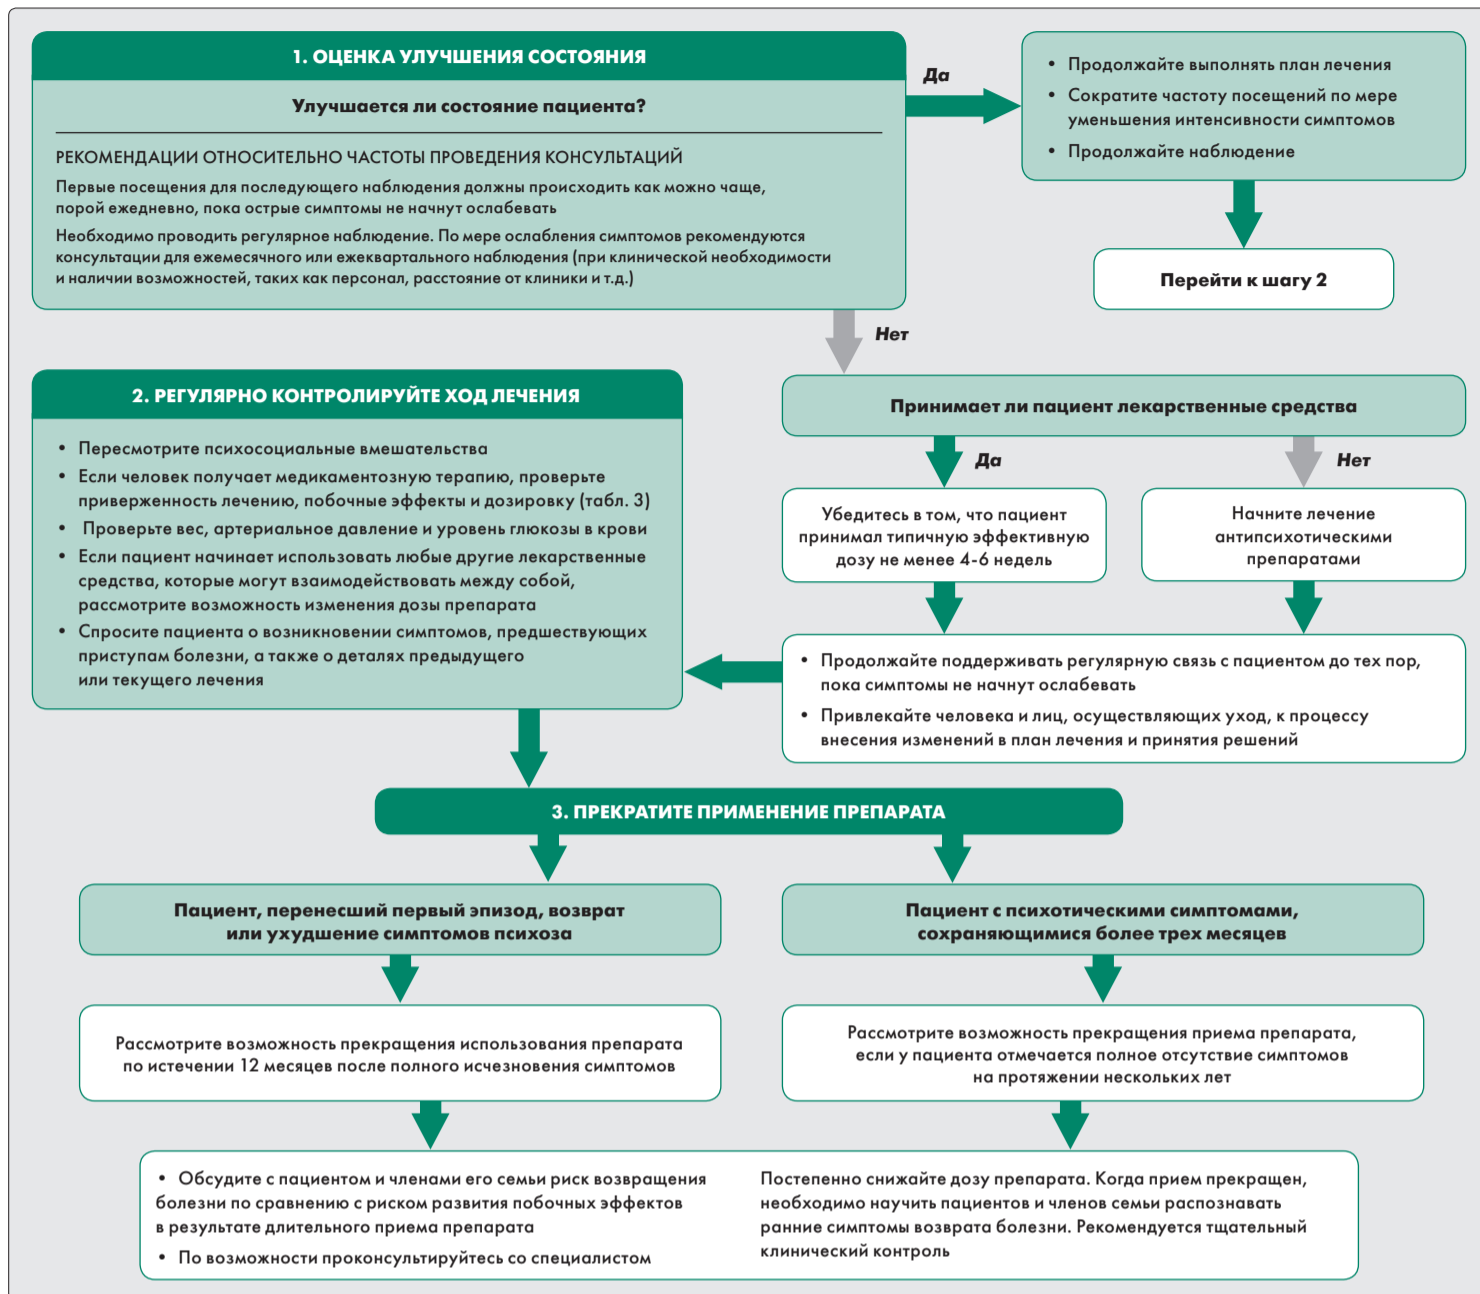 1. ОЦЕНКА УЛУЧШЕНИЯ СОСТОЯНИЯ
Улучшается ли состояние пациента?
РЕКОМЕНДАЦИИ ОТНОСИТЕЛЬНО ЧАСТОТЫ ПРОВЕДЕНИЯ КОНСУЛЬТАЦИЙ
Первые посещения для последующего наблюдения должны происходить как можно чаще,
порой ежедневно, пока острые симптомы не начнут ослабевать
Необходимо проводить регулярное наблюдение. По мере ослабления симптомов рекомендуются
консультации для ежемесячного или ежеквартального наблюдения (при клинической необходимости
и наличии возможностей, таких как персонал, расстояние от клиники и т.д.)
Да
• Продолжайте выполнять план лечения
• Сократите частоту посещений по мере
уменьшения интенсивности симптомов
• Продолжайте наблюдение
Перейти к шагу 2
Нет
Принимает ли пациент лекарственные средства
Да
Нет
Убедитесь в том, что пациент
принимал типичную эффективную
дозу не менее 4-6 недель
Начните лечение
антипсихотическими
препаратами
• Продолжайте поддерживать регулярную связь с пациентом до тех пор,
пока симптомы не начнут ослабевать
• Привлекайте человека и лиц, осуществляющих уход, к процессу
внесения изменений в план лечения и принятия решений
2. РЕГУЛЯРНО КОНТРОЛИРУЙТЕ ХОД ЛЕЧЕНИЯ
• Пересмотрите психосоциальные вмешательства
• Если человек получает медикаментозную терапию, проверьте
приверженность лечению, побочные эффекты и дозировку (табл. 3)
• Проверьте вес, артериальное давление и уровень глюкозы в крови
• Если пациент начинает использовать любые другие лекарственные
средства, которые могут взаимодействовать между собой,
рассмотрите возможность изменения дозы препарата
• Спросите пациента о возникновении симптомов, предшествующих
приступам болезни, а также о деталях предыдущего
или текущего лечения
3. ПРЕКРАТИТЕ ПРИМЕНЕНИЕ ПРЕПАРАТА
Пациент, перенесший первый эпизод, возврат
или ухудшение симптомов психоза
Рассмотрите возможность прекращения использования препарата
по истечении 12 месяцев после полного исчезновения симптомов
Пациент с психотическими симптомами,
сохраняющимися более трех месяцев
Рассмотрите возможность прекращения приема препарата,
если у пациента отмечается полное отсутствие симптомов
на протяжении нескольких лет
• Обсудите с пациентом и членами его семьи риск возвращения
болезни по сравнению с риском развития побочных эффектов
в результате длительного приема препарата
• По возможности проконсультируйтесь со специалистом
Постепенно снижайте дозу препарата. Когда прием прекращен,
необходимо научить пациентов и членов семьи распознавать
ранние симптомы возврата болезни. Рекомендуется тщательный
клинический контроль